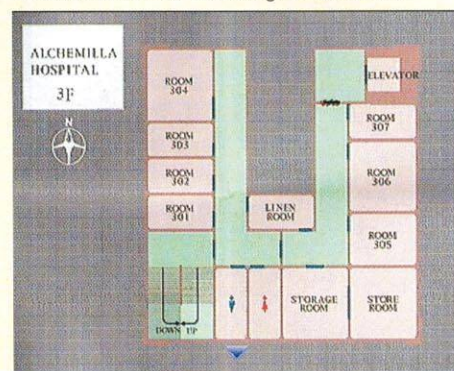 ALCHEMILLA
HOSPITAL
3F
N
ELEVATOR
ROOM
304
ROOM
307
ROOM
303
ROOM
302
ROOM
306
ROOM
301
LINEN
ROOM
ROOM
305
STORAGE
ROOM
STORE
ROOM
DOWN UP